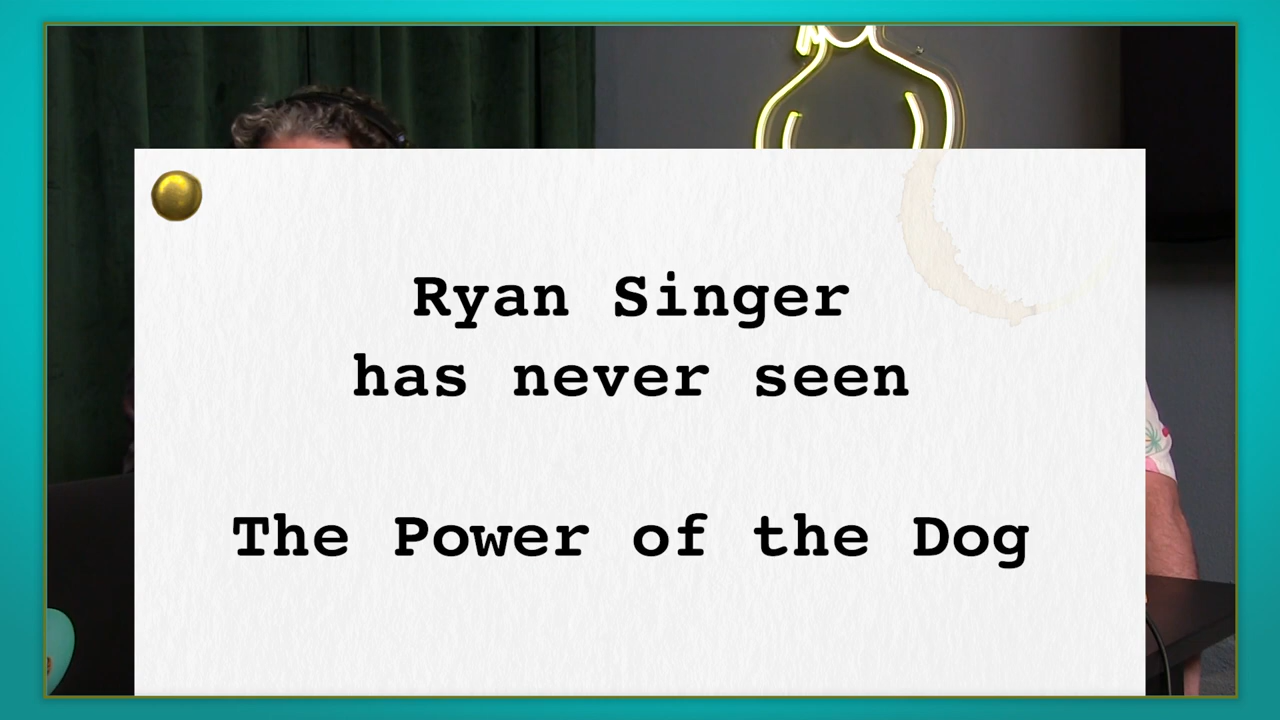 Ryan Singer
has never seen
The Power of the Dog